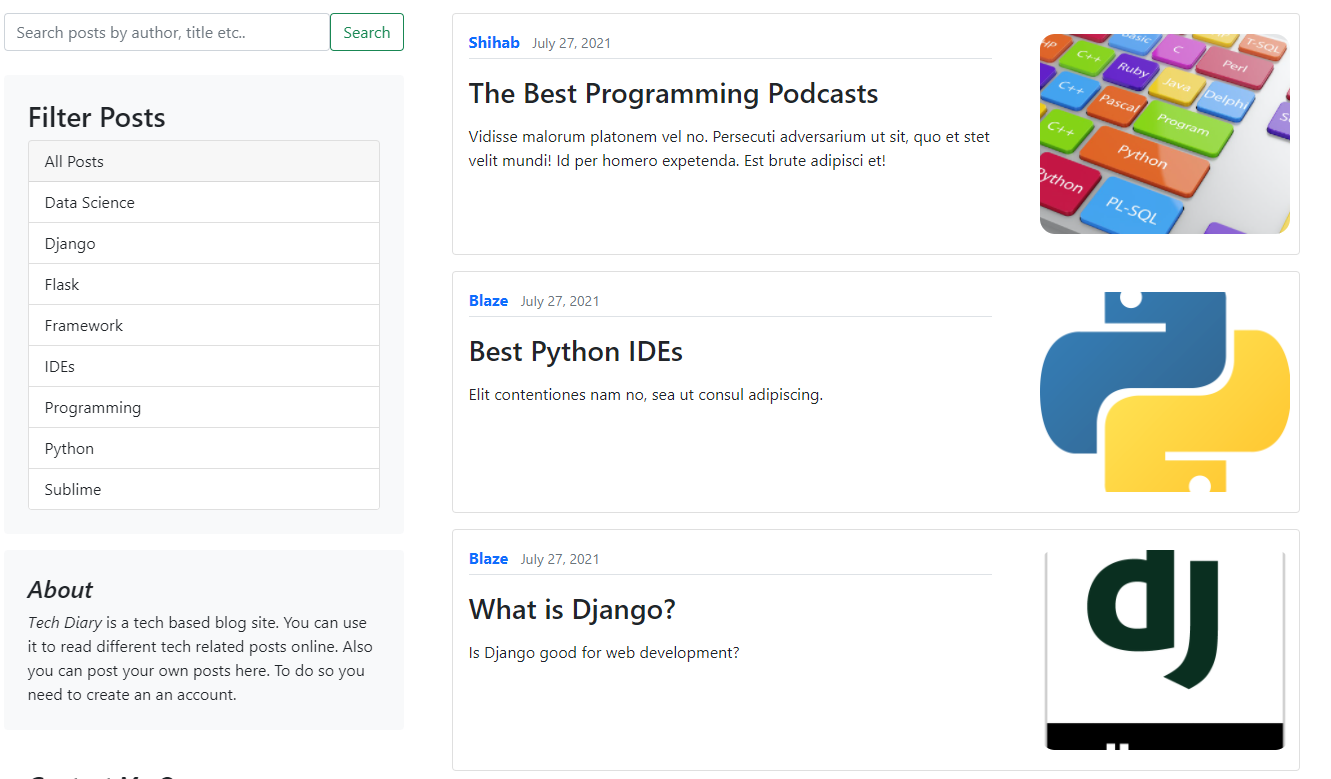 Search posts by author, title etc..
Search
Filter Posts
All Posts
Data Science
Django
Flask
Framework
IDEs
Programming
Python
Sublime
About
Tech Diary is a tech based blog site. You can use
it to read different tech related posts online. Also
you can post your own posts here. To do so you
need to create an an account.
Shihab July 27, 2021
The Best Programming Podcasts
Vidisse malorum platonem vel no. Persecuti adversarium ut sit, quo et stet
velit mundi! Id per homero expetenda. Est brute adipisci et!
Basic
T-SQL
C++
C
Perl
Ruby
Java
C++
Delphi
Pascal
C++
Program
Python
Python
PL-SQL
Blaze July 27, 2021
Best Python IDEs
Elit contentiones nam no, sea ut consul adipiscing.
Blaze July 27, 2021
What is Django?
Is Django good for web development?
dj